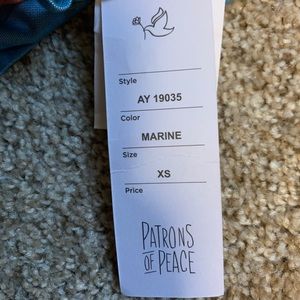 Style
AY 19035
Color
MARINE
Size
XS
Price
PATRONS
OF PEACE